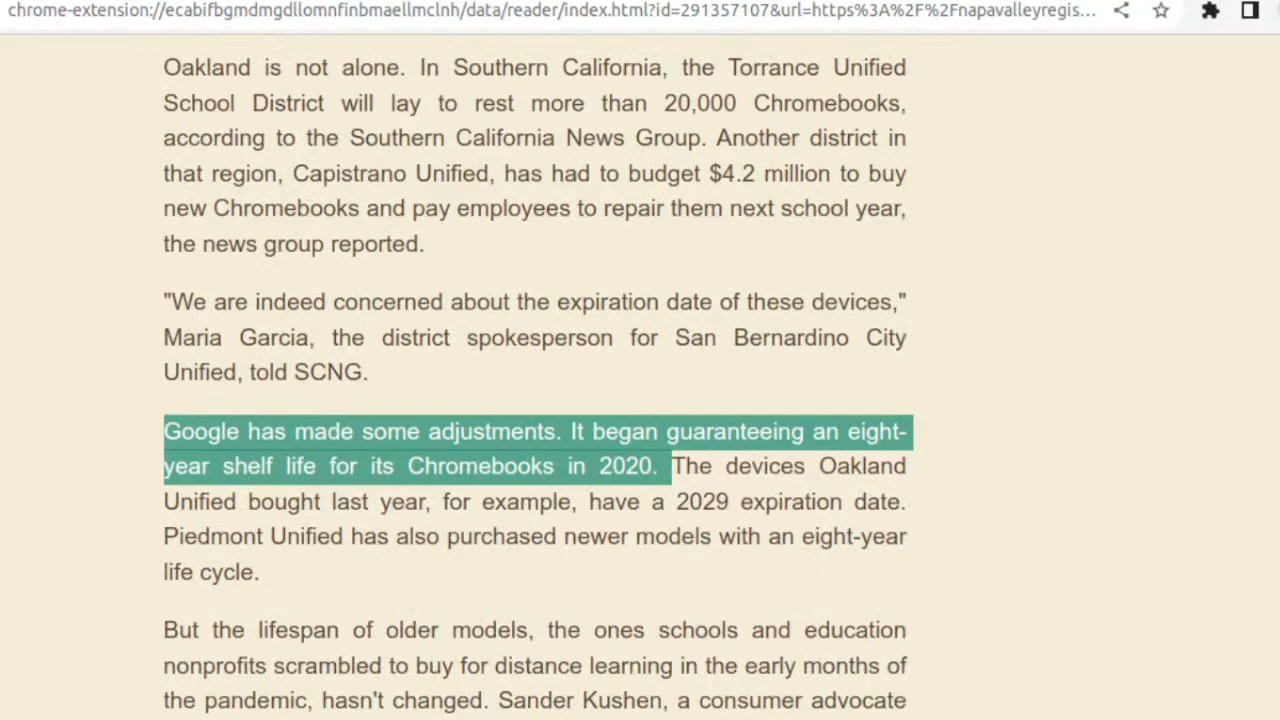 chrome-extension://ecabifbgmdmgdllomnfinbmaellmclnh/data/reader/index.html?id=291357107&url=https%3A%2F%2Fnapavalleyregis...
Oakland is not alone. In Southern California, the Torrance Unified
School District will lay to rest more than 20,000 Chromebooks,
according to the Southern California News Group. Another district in
that region, Capistrano Unified, has had to budget $4.2 million to buy
new Chromebooks and pay employees to repair them next school year,
the news group reported.
"We are indeed concerned about the expiration date of these devices,"
Maria Garcia, the district spokesperson for San Bernardino City
Unified, told SCNG.
Google has made some adjustments. It began guaranteeing an eight-
year shelf life for its Chromebooks in 2020. The devices Oakland
Unified bought last year, for example, have a 2029 expiration date.
Piedmont Unified has also purchased newer models with an eight-year
life cycle.
But the lifespan of older models, the ones schools and education
nonprofits scrambled to buy for distance learning in the early months of
the pandemic, hasn't changed. Sander Kushen, a consumer advocate